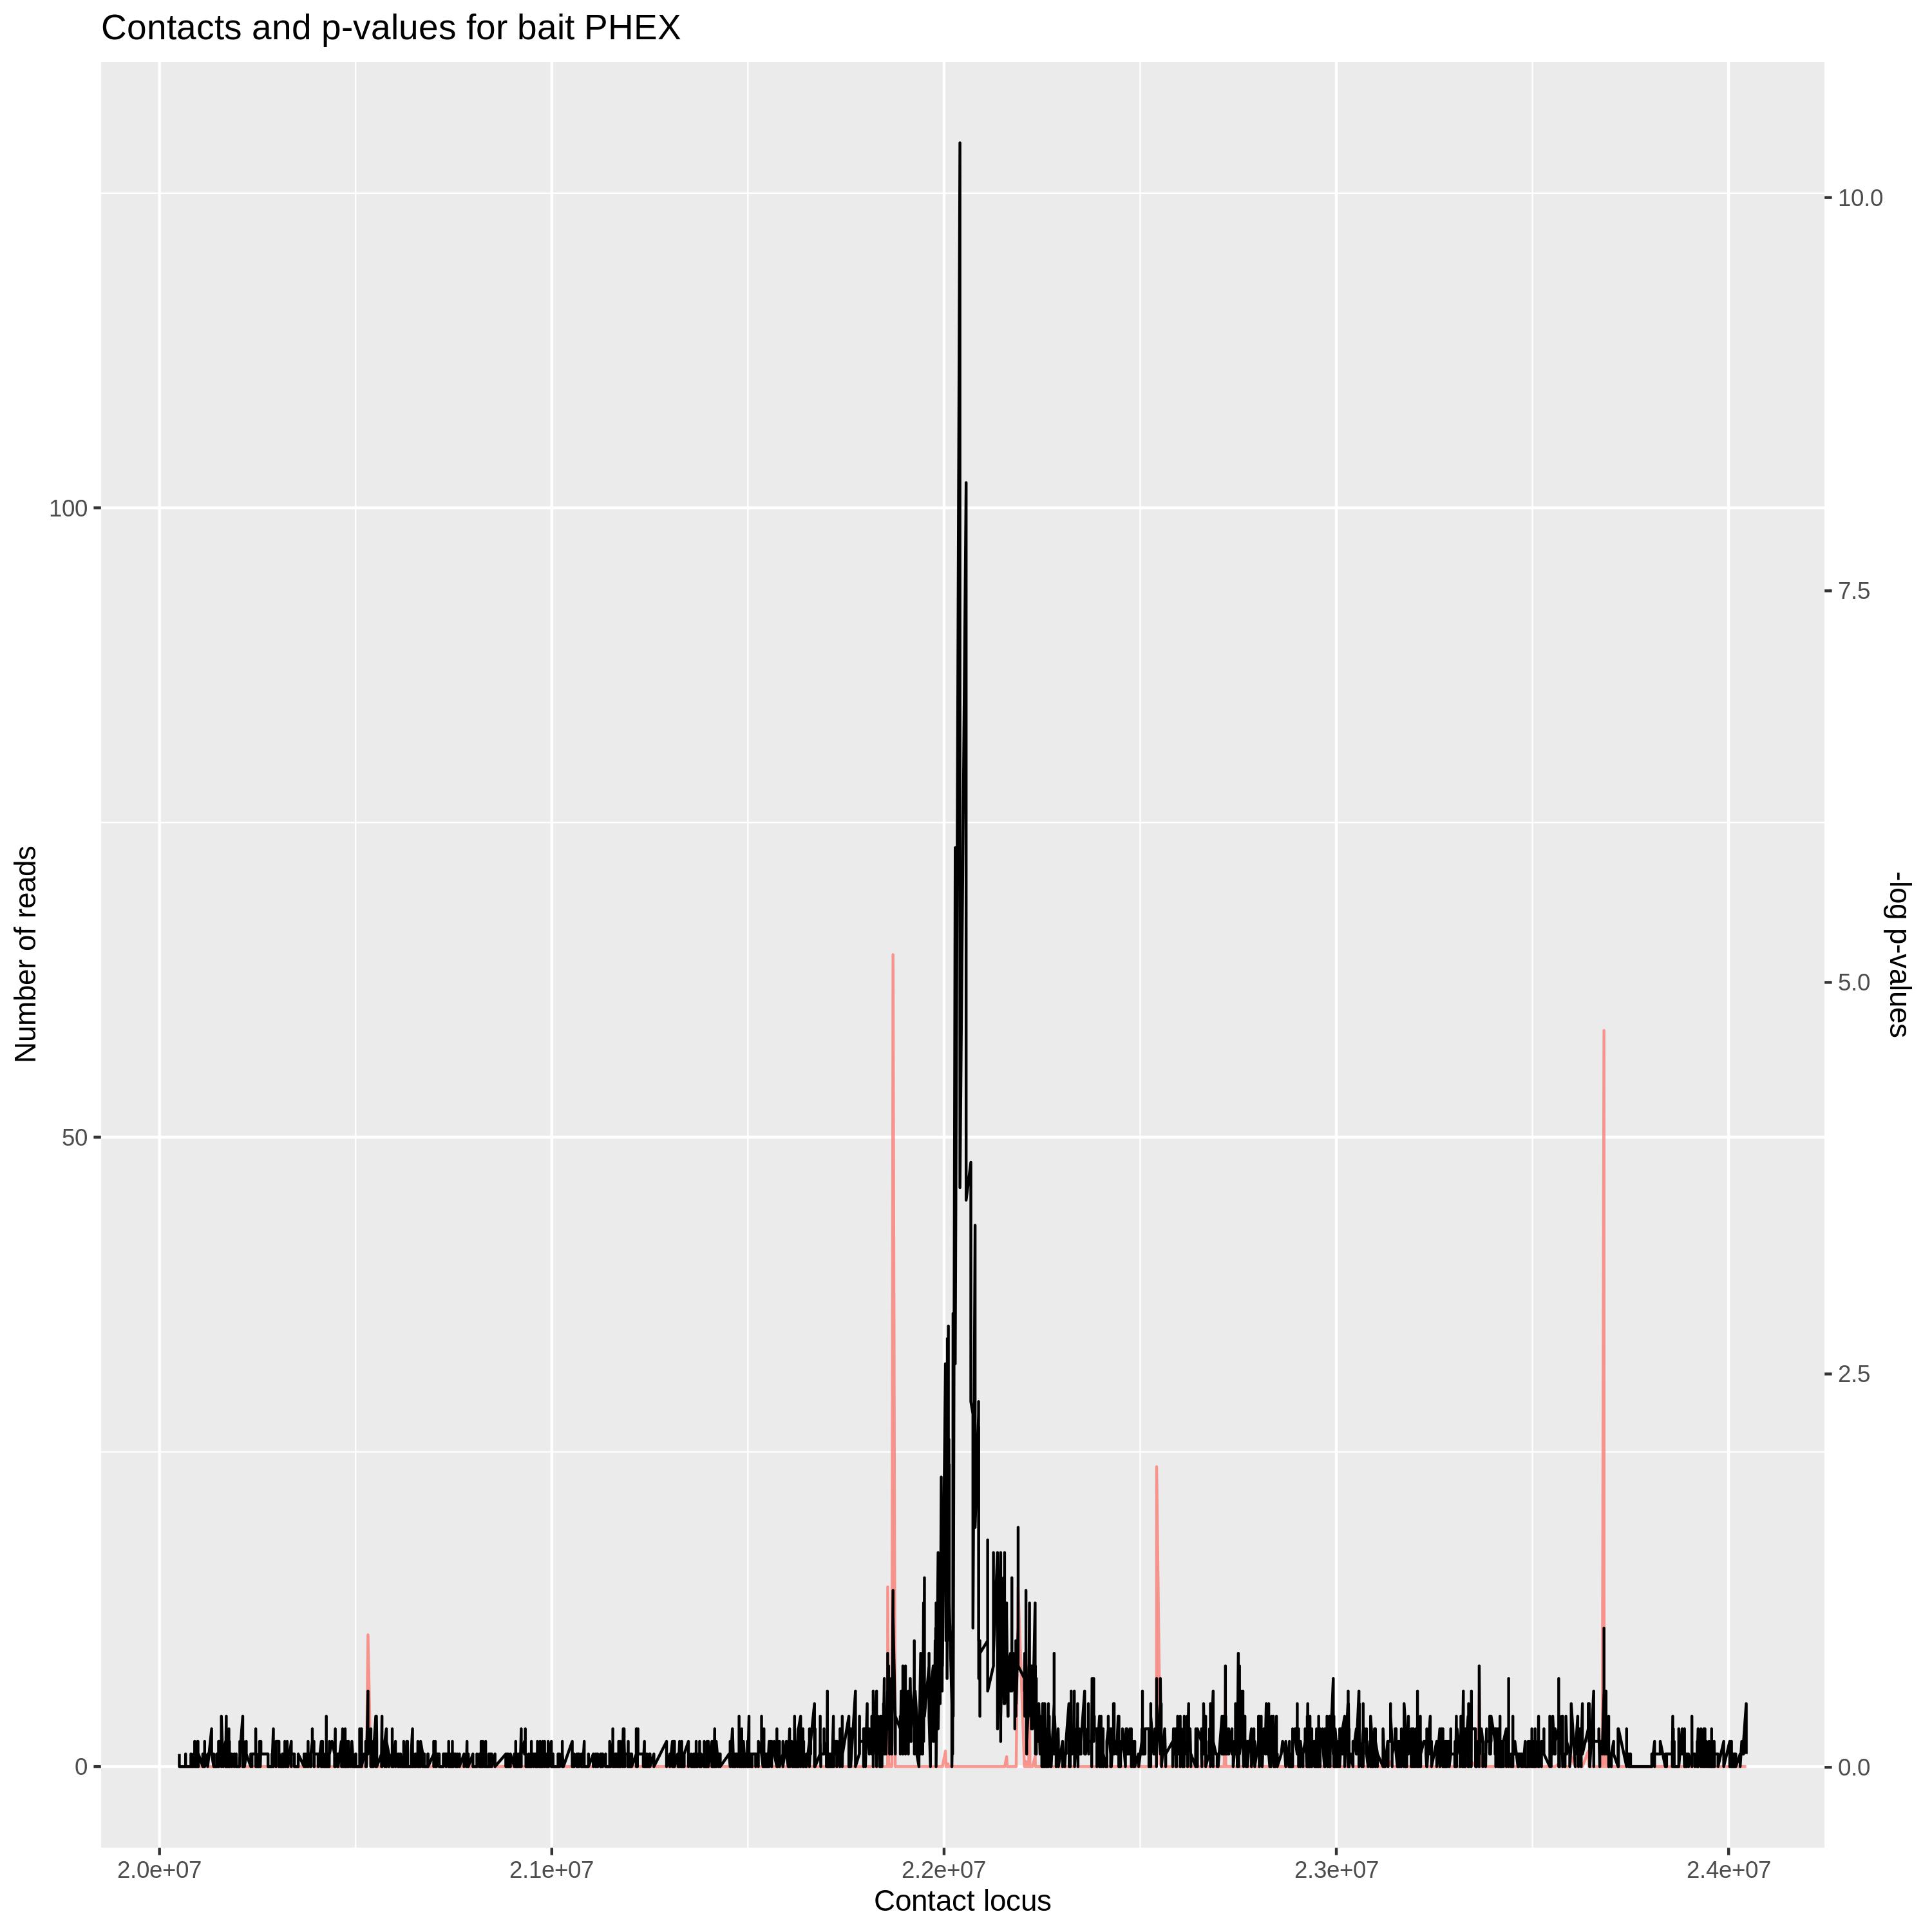 Contacts and p-values for bait PHEX
Number of reads
100
50
0
10.0
7.5
5.0
2.5
0.0
-log p-values
2.0e+07
2.1e+07
2.2e+07
2.3e+07
2.4e+07
Contact locus